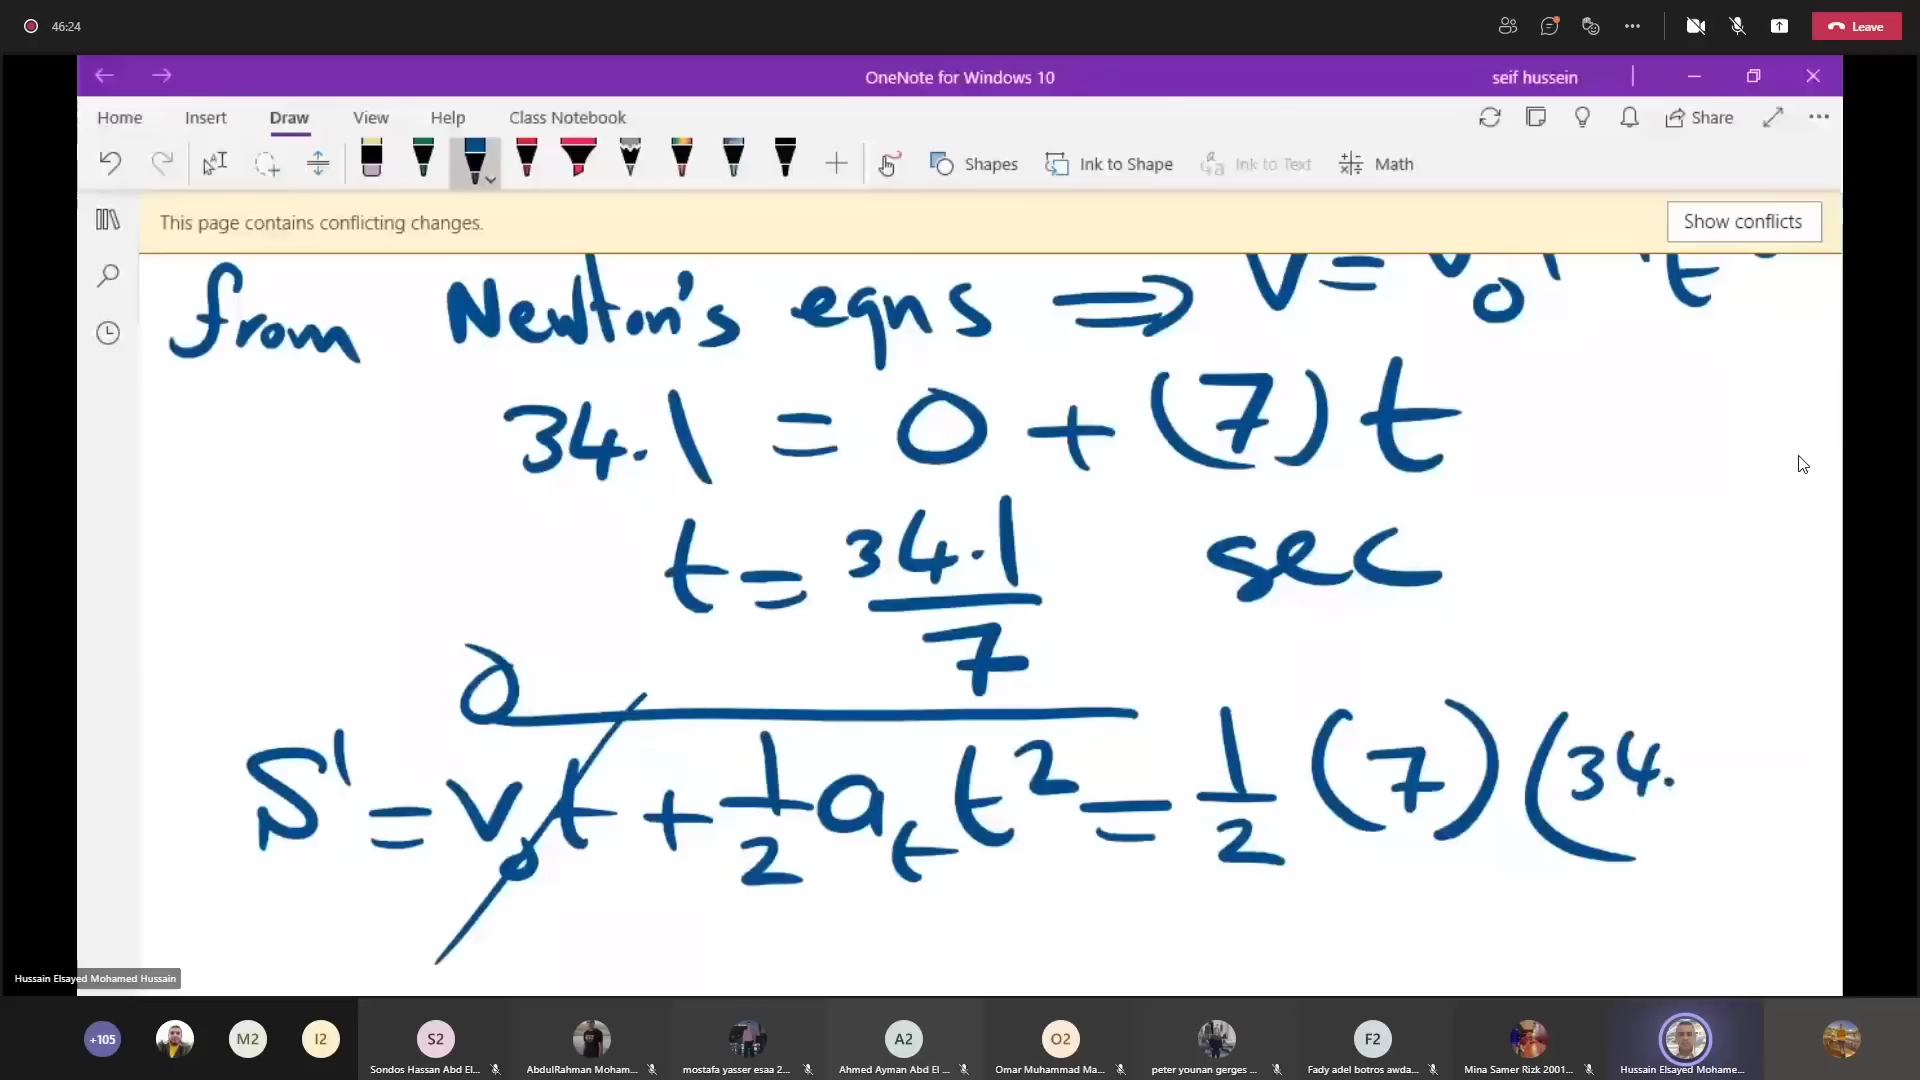 46:24
Leave
OneNote for Windows 10
seif hussein
Home Insert Draw View Help Class Notebook
Share
Shapes Ink to Shape Ink to Text Math
This page contains conflicting changes.
Show conflicts
from Newton's eqns ⟹ V = V₀
34.1 = 0 + (7) t
t = 34.1/7 sec
0
S' = v₀t + 1/2 aₜ t² = 1/2 (7) (34.
Hussain Elsayed Mohamed Hussain
+105 M2 I2 S2 A2 O2 F2
Sondos Hassan Abd El... AbdulRahman Moham... mostafa yasser esaa 2... Ahmed Ayman Abd El ... Omar Muhammad Ma... peter younan gerges ... Fady adel botros awda... Mina Samer Rizk 2001... Hussain Elsayed Mohame...